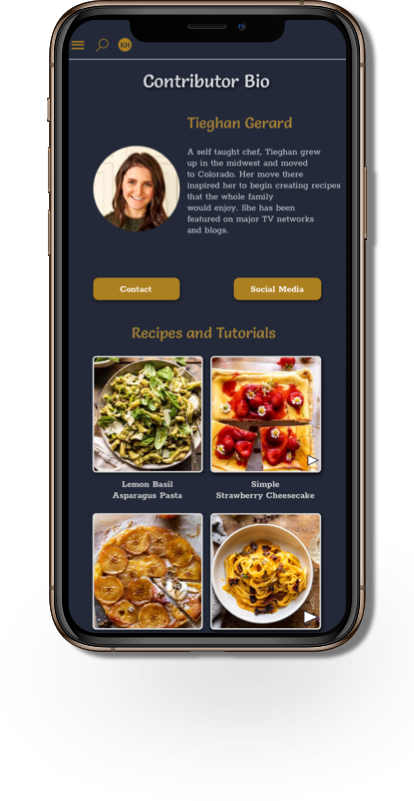 KH
Contributor Bio
Tieghan Gerard
A self taught chef, Tieghan grew
up in the midwest and moved
to Colorado. Her move there
inspired her to begin creating recipes
that the whole family
would enjoy. She has been
featured on major TV networks
and blogs.
Contact
Social Media
Recipes and Tutorials
Lemon Basil
Asparagus Pasta
Simple
Strawberry Cheesecake